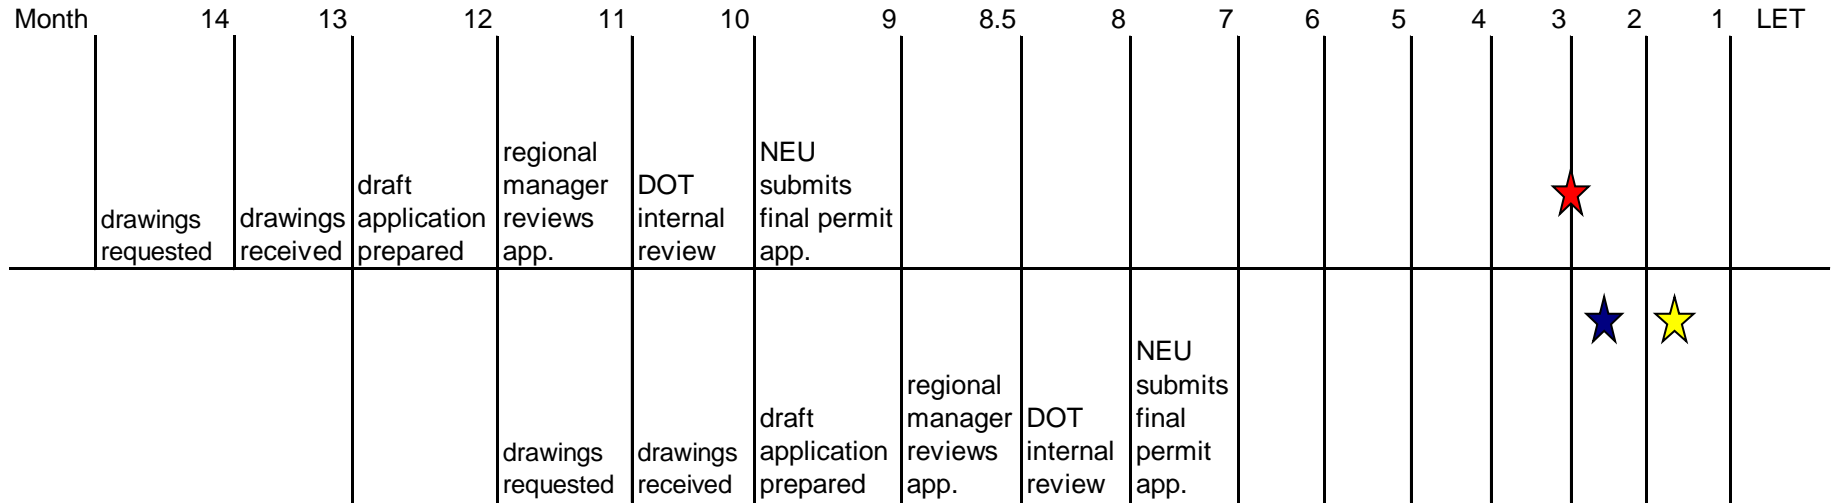 Month 14 13 12 11 10 9 8.5 8 7 6 5 4 3 2 1 LET
drawings
requested
drawings
received
draft
application
prepared
regional
manager
reviews
app.
DOT
internal
review
NEU
submits
final permit
app.
drawings
requested
drawings
received
draft
application
prepared
regional
manager
reviews
app.
DOT
internal
review
NEU
submits
final
permit
app.